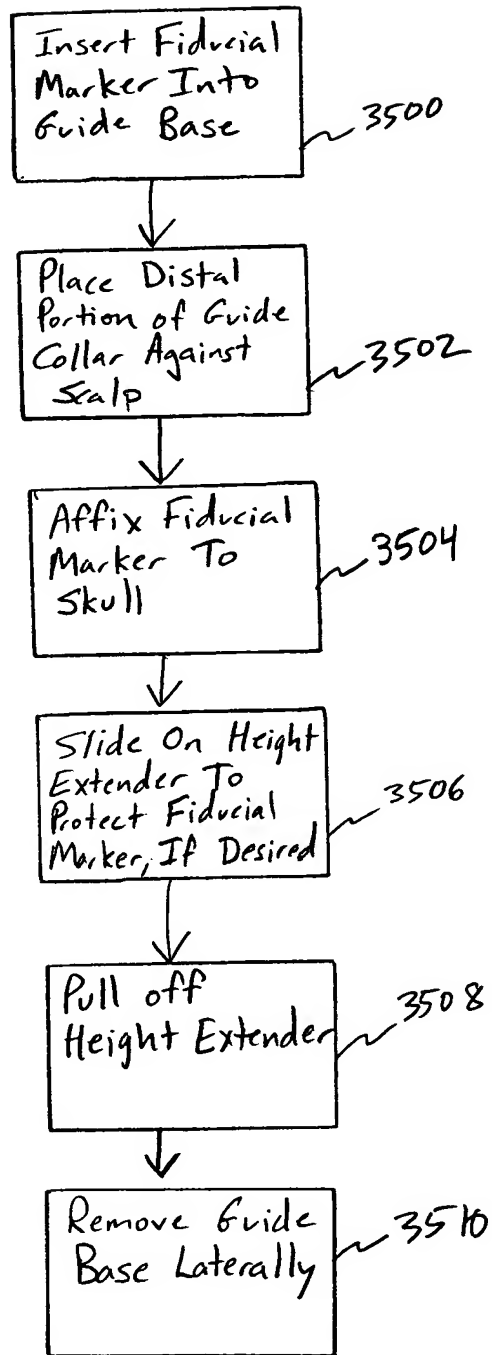 Insert Fiducial
Marker Into
Guide Base
3500
Place Distal
Portion of Guide
Collar Against
Scalp
3502
Affix Fiducial
Marker To
Skull
3504
Slide On Height
Extender To
Protect Fiducial
Marker, If Desired
3506
Pull off
Height Extender
3508
Remove Guide
Base Laterally
3510